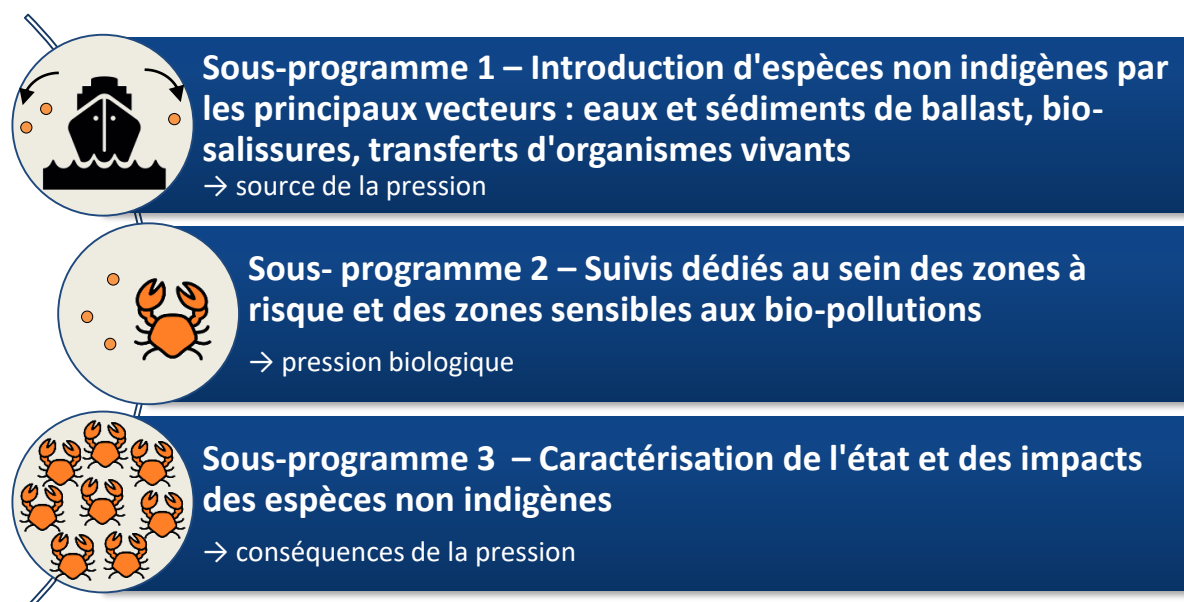 Sous-programme 1 – Introduction d'espèces non indigènes par
les principaux vecteurs : eaux et sédiments de ballast, bio-
salissures, transferts d'organismes vivants
→ source de la pression
Sous- programme 2 – Suivis dédiés au sein des zones à
risque et des zones sensibles aux bio-pollutions
→ pression biologique
Sous-programme 3 – Caractérisation de l'état et des impacts
des espèces non indigènes
→ conséquences de la pression